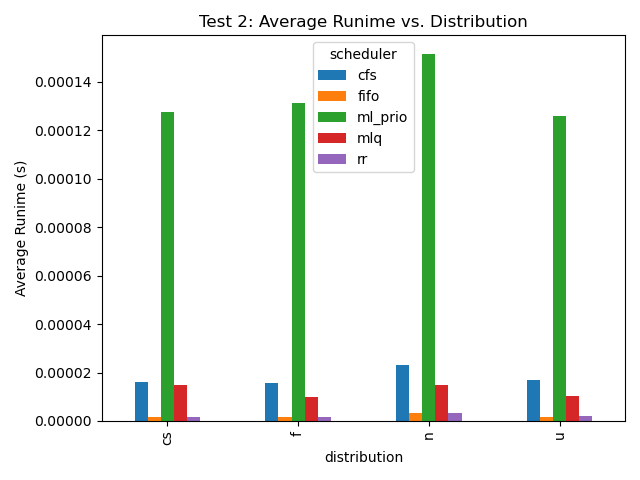 Test 2: Average Runime vs. Distribution
scheduler
cfs
fifo
ml_prio
mlq
rr
Average Runime (s)
0.00014
0.00012
0.00010
0.00008
0.00006
0.00004
0.00002
0.00000
cs
f
n
u
distribution